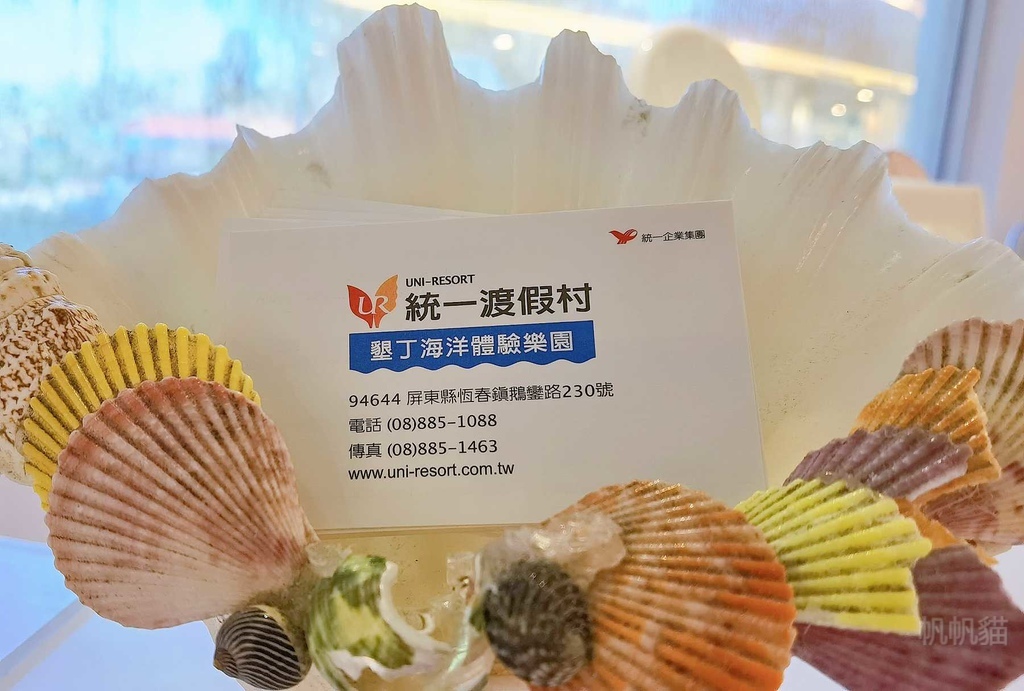 統一企業集團
UNI-RESORT
統一渡假村
墾丁海洋體驗樂園
94644 屏東縣恆春鎮鵝鑾路230號
電話 (08)885-1088
傳真 (08)885-1463
www.uni-resort.com.tw
帆帆貓